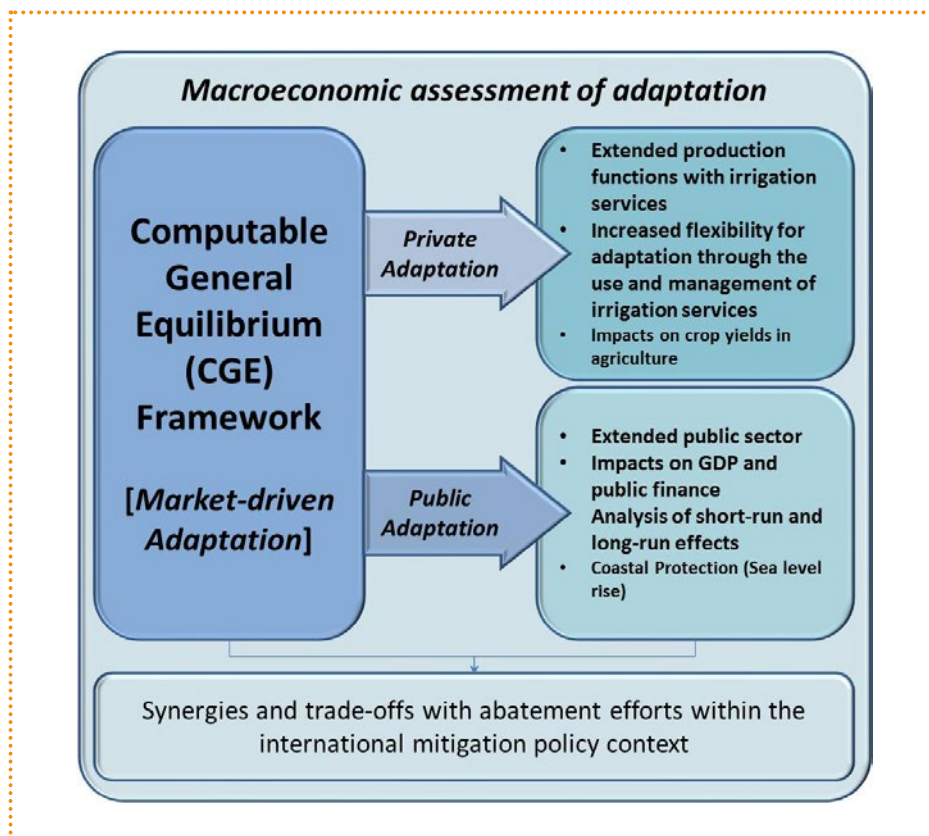 Macroeconomic assessment of adaptation
Computable
General
Equilibrium
(CGE)
Framework
[Market-driven
Adaptation]
Private
Adaptation
• Extended production
functions with irrigation
services
• Increased flexibility for
adaptation through the
use and management of
irrigation services
• Impacts on crop yields in
agriculture
Public
Adaptation
• Extended public sector
• Impacts on GDP and
public finance
Analysis of short-run and
long-run effects
• Coastal Protection (Sea level
rise)
Synergies and trade-offs with abatement efforts within the
international mitigation policy context